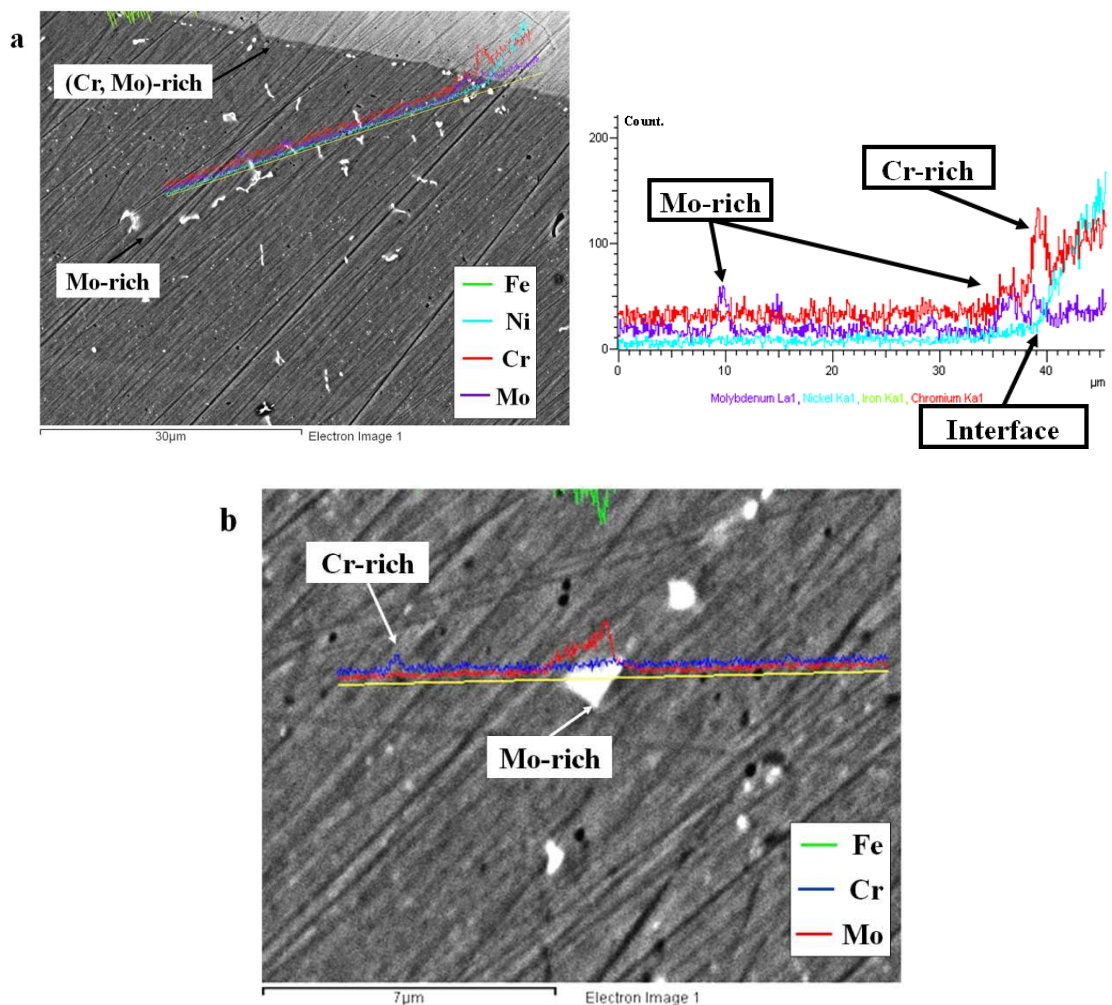 a
(Cr, Mo)-rich
Mo-rich
Fe
Ni
Cr
Mo
30µm
Electron Image 1
Count.
200
100
0
0
10
20
30
40
µm
Mo-rich
Cr-rich
Molybdenum La1, Nickel Ka1, Iron Ka1, Chromium Ka1
Interface
b
Cr-rich
Mo-rich
Fe
Cr
Mo
7µm
Electron Image 1